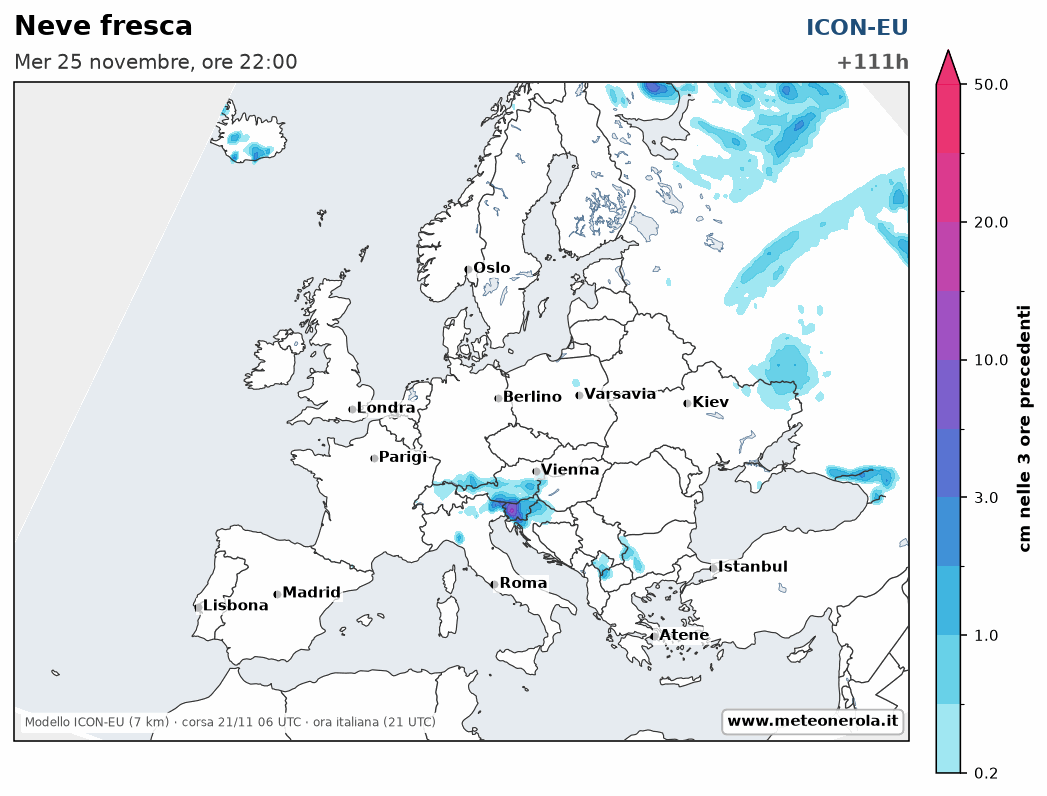 Neve fresca
ICON-EU
Mer 25 novembre, ore 22:00
+111h
50.0
20.0
10.0
3.0
1.0
0.2
cm nelle 3 ore precedenti
Oslo
Berlino
Varsavia
Kiev
Londra
Parigi
Vienna
Istanbul
Roma
Madrid
Lisbona
Atene
Modello ICON-EU (7 km) · corsa 21/11 06 UTC · ora italiana (21 UTC)
www.meteonerola.it